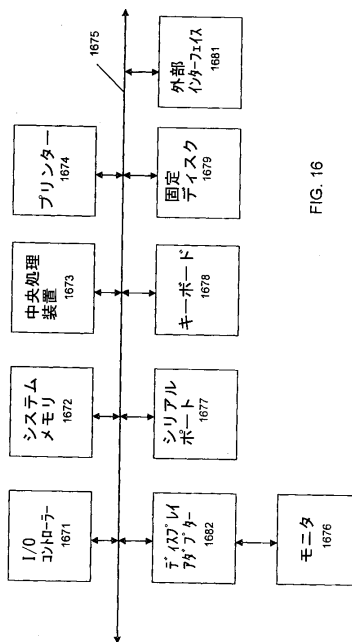 I/O
コントローラー
1671
システム
メモリ
1672
中央処理
装置
1673
プリンター
1674
1675
ディスプレイ
アダプター
1682
シリアル
ポート
1677
キーボード
1678
固定
ディスク
1679
外部
インターフェイス
1681
モニタ
1676
FIG. 16